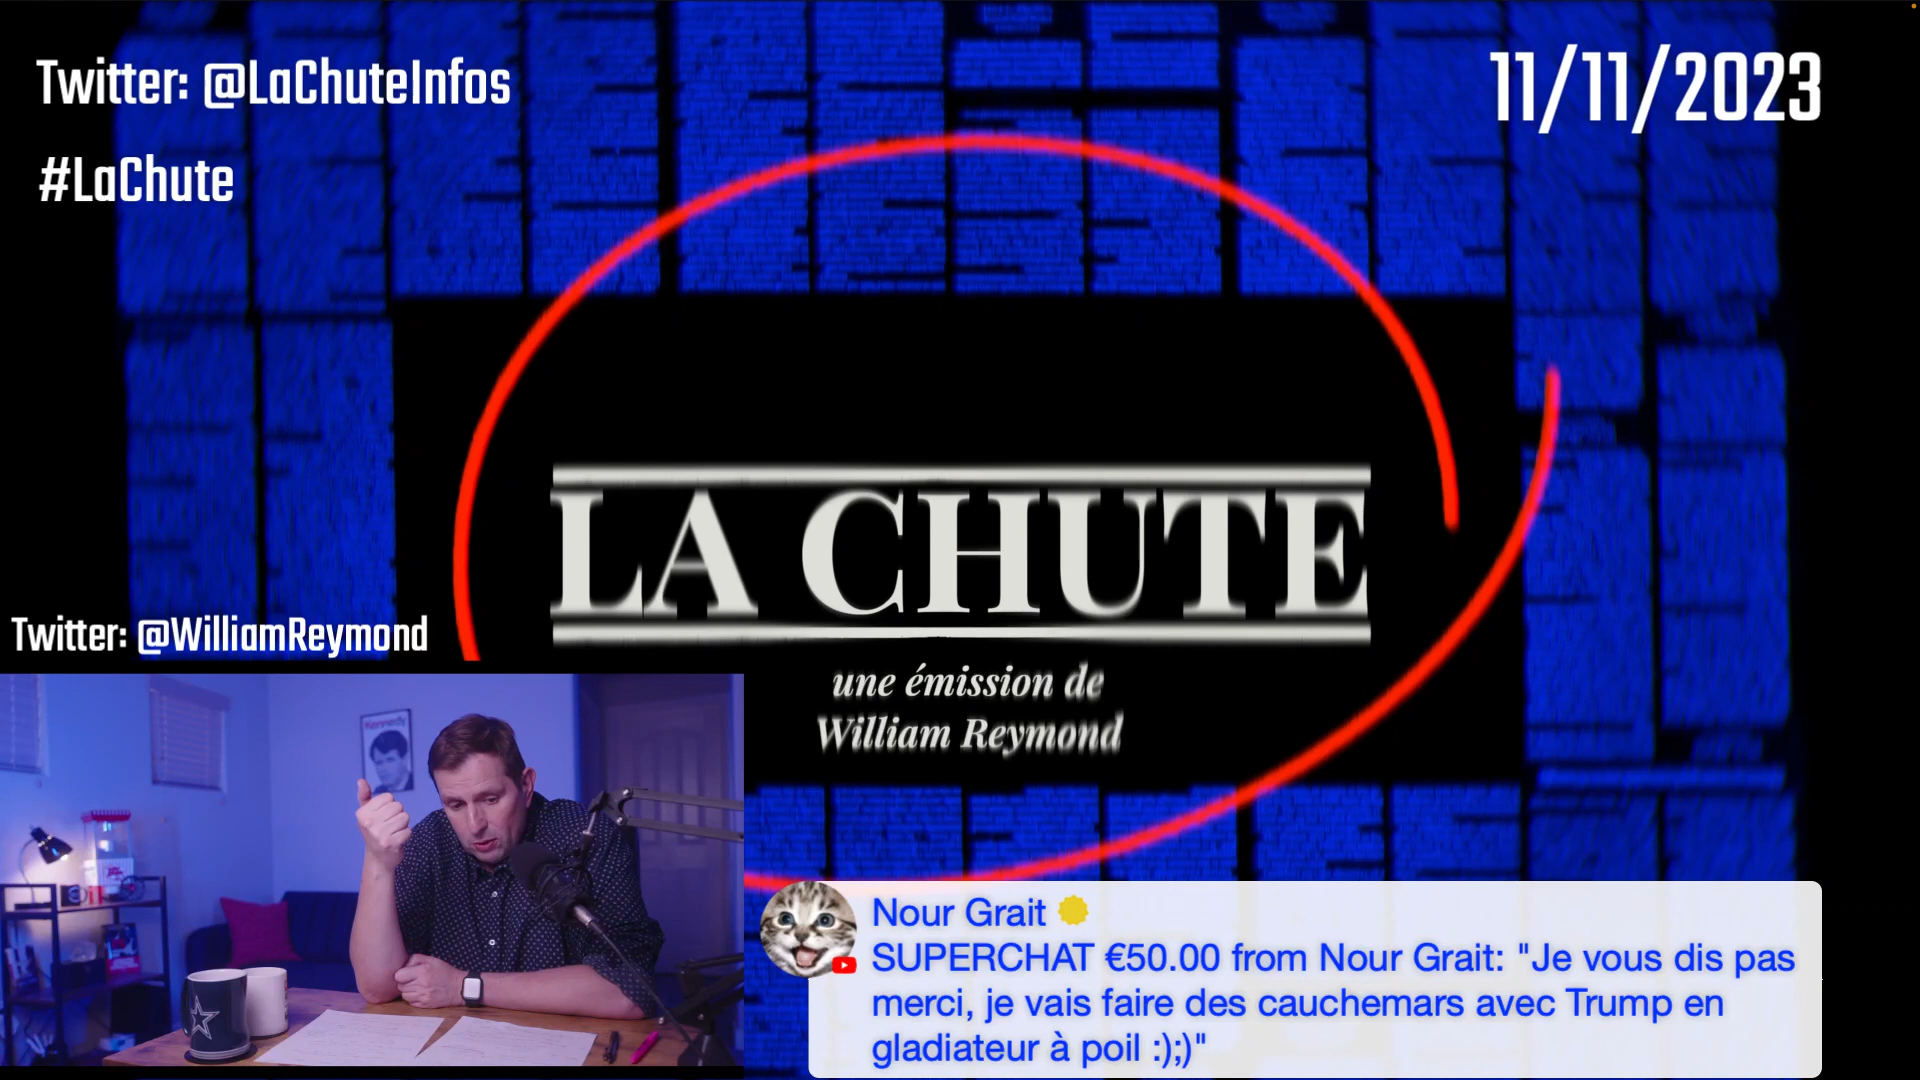 Twitter: @LaChuteInfos
11/11/2023
#LaChute
LA CHUTE
une émission de
William Reymond
Twitter: @WilliamReymond
Kennedy
Nour Grait
SUPERCHAT €50.00 from Nour Grait: "Je vous dis pas
merci, je vais faire des cauchemars avec Trump en
gladiateur à poil :);)"